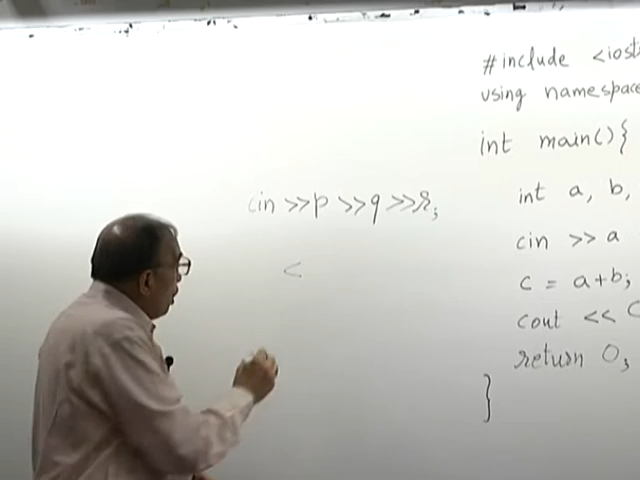 cin >>p >>q >>r;
<
#include <iost
using namespace
int main(){
int a, b,
cin >> a
c = a+b;
cout <<
return 0;
}